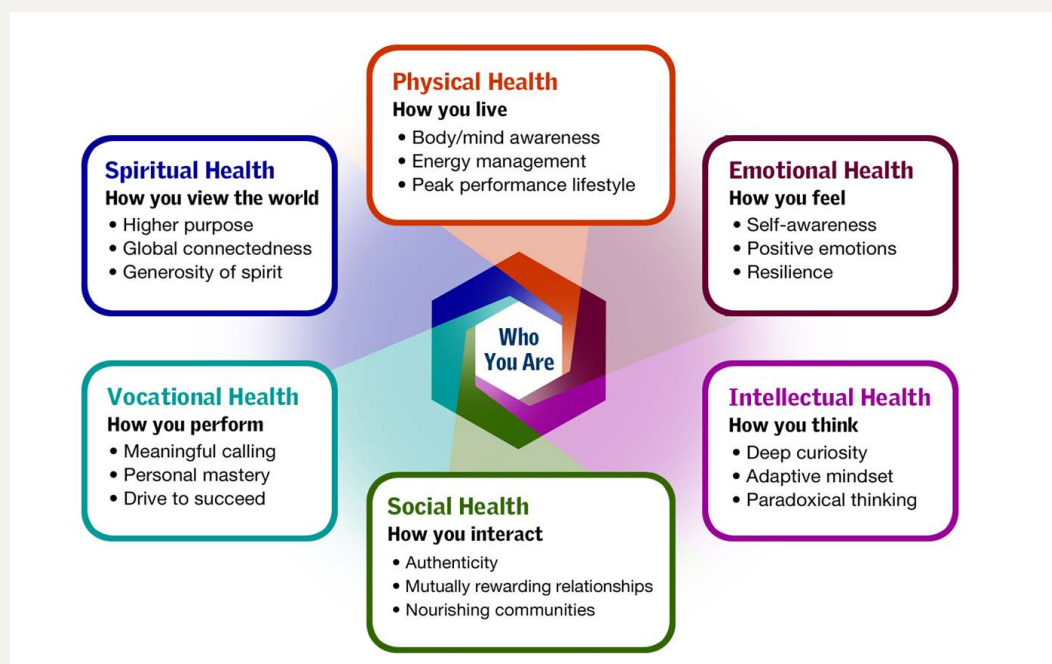 Physical Health
How you live
• Body/mind awareness
• Energy management
• Peak performance lifestyle
Spiritual Health
How you view the world
• Higher purpose
• Global connectedness
• Generosity of spirit
Emotional Health
How you feel
• Self-awareness
• Positive emotions
• Resilience
Who
You Are
Vocational Health
How you perform
• Meaningful calling
• Personal mastery
• Drive to succeed
Intellectual Health
How you think
• Deep curiosity
• Adaptive mindset
• Paradoxical thinking
Social Health
How you interact
• Authenticity
• Mutually rewarding relationships
• Nourishing communities